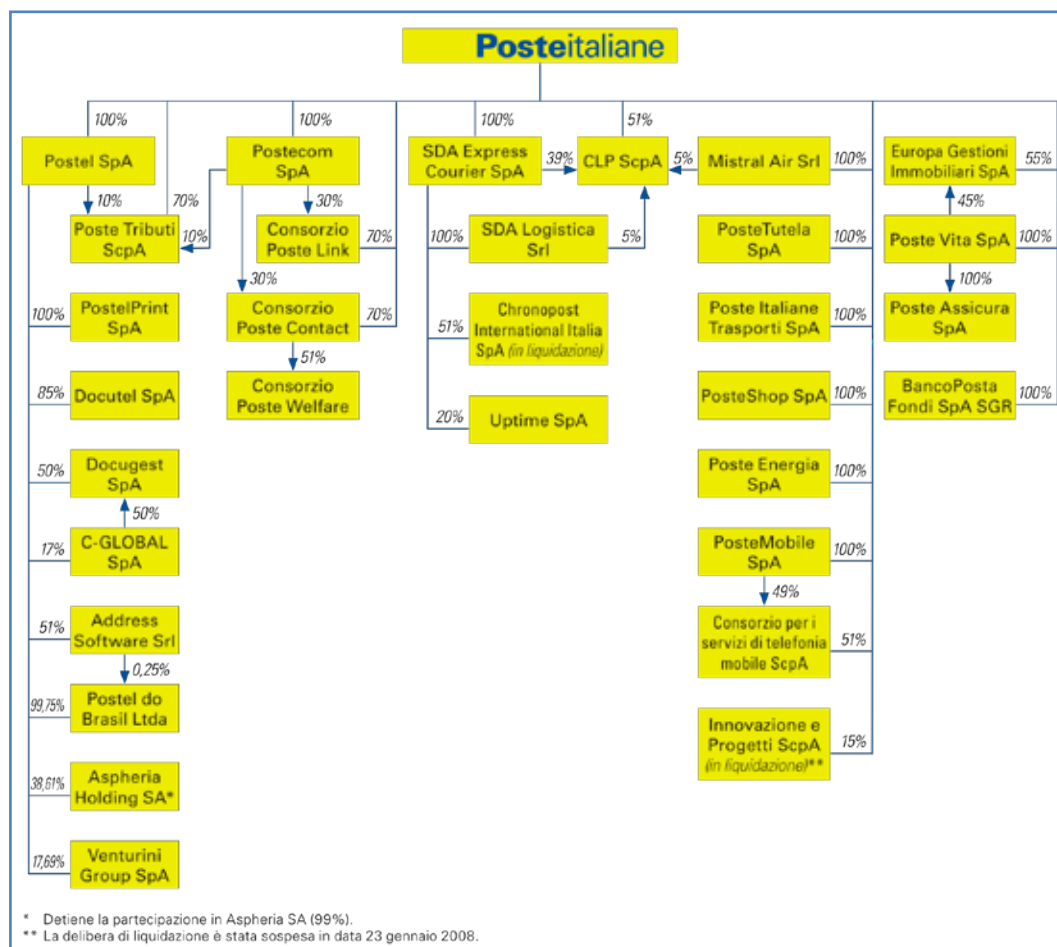 Posteitaliane
100%
100%
100%
51%
Postel SpA
70%
Postecom
SpA
SDA Express
Courier SpA
39%
CLP ScpA
5%
Mistral Air Srl
100%
Europa Gestioni
Immobiliari SpA
55%
10%
30%
45%
Poste Tributi
ScpA
10%
Consorzio
Poste Link
70%
100%
SDA Logistica
Srl
5%
PosteTutela
SpA
100%
Poste Vita SpA
100%
30%
100%
100%
PostelPrint
SpA
Consorzio
Poste Contact
70%
51%
Chronopost
International Italia
SpA (in liquidazione)
Poste Italiane
Trasporti SpA
100%
Poste Assicura
SpA
51%
85%
Docutel SpA
Consorzio
Poste Welfare
20%
Uptime SpA
PosteShop SpA
100%
BancoPosta
Fondi SpA SGR
100%
50%
Docugest
SpA
Poste Energia
SpA
100%
50%
17%
C-GLOBAL
SpA
PosteMobile
SpA
100%
49%
51%
Address
Software Srl
Consorzio per i
servizi di telefonia
mobile ScpA
51%
0,25%
99,75%
Postel do
Brasil Ltda
Innovazione e
Progetti ScpA
(in liquidazione)**
15%
38,61%
Aspheria
Holding SA*
17,69%
Venturini
Group SpA
* Detiene la partecipazione in Aspheria SA (99%).
** La delibera di liquidazione è stata sospesa in data 23 gennaio 2008.